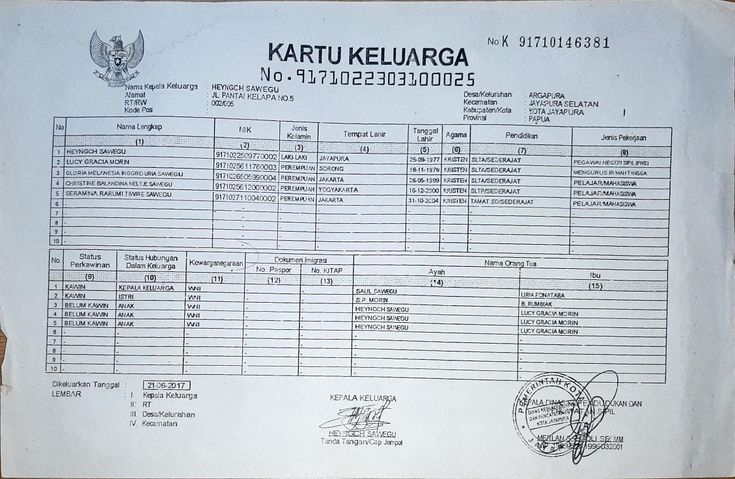 No. K 91710146381
KARTU KELUARGA
No. 9171022303100025
Nama Kepala Keluarga : HEYNGCH SAWEGU
Alamat : JL PANTAI KELAPA NO.5
RT/RW : 002/005
Kode Pos :
Desa/Kelurahan : ARGAPURA
Kecamatan : JAYAPURA SELATAN
Kabupaten/Kota : KOTA JAYAPURA
Provinsi : PAPUA
No Nama Lengkap NIK Jenis Kelamin Tempat Lahir Tanggal Lahir Agama Pendidikan Jenis Pekerjaan
(1) (2) (3) (4) (5) (6) (7) (8)
1 HEYNGCH SAWEGU 9171022509770002 LAKI-LAKI JAYAPURA 25-09-1977 KRISTEN SLTA/SEDERAJAT PEGAWAI NEGERI SIPIL (PNS)
2 LUCY GRACIA MORIN 9171025611760003 PEREMPUAN SORONG 16-11-1976 KRISTEN SLTA/SEDERAJAT MENGURUS RUMAH TANGGA
3 GLORIA MELANESIA INGGRID URIA SAWEGU 9171026505990004 PEREMPUAN JAKARTA 26-05-1999 KRISTEN SLTA/SEDERAJAT PELAJAR/MAHASISWA
4 CHRISTINE BALANDINA NELTJE SAWEGU 9171025612000002 PEREMPUAN YOGYAKARTA 16-12-2000 KRISTEN SLTA/SEDERAJAT PELAJAR/MAHASISWA
5 SERAMINA RARUMI TIWIRE SAWEGU 9171027110040002 PEREMPUAN JAKARTA 31-10-2004 KRISTEN TAMAT SD/SEDERAJAT PELAJAR/MAHASISWA
6 - - - - - - - -
7 - - - - - - - -
8 - - - - - - - -
9 - - - - - - - -
10 - - - - - - - -
No. Status Perkawinan Status Hubungan Dalam Keluarga Kewarganegaraan Dokumen Imigrasi Nama Orang Tua
No. Paspor No. KITAP Ayah Ibu
(9) (10) (11) (12) (13) (14) (15)
1 KAWIN KEPALA KELUARGA WNI SAUL SAWEGU URIA FONATABA
2 KAWIN ISTRI WNI S.P. MORIN B. RUMBIAK
3 BELUM KAWIN ANAK WNI HEYNGCH SAWEGU LUCY GRACIA MORIN
4 BELUM KAWIN ANAK WNI HEYNGCH SAWEGU LUCY GRACIA MORIN
5 BELUM KAWIN ANAK WNI HEYNGCH SAWEGU LUCY GRACIA MORIN
6 - - - - - - -
7 - - - - - - -
8 - - - - - - -
9 - - - - - - -
10 - - - - - - -
Dikeluarkan Tanggal : 21-06-2017
LEMBAR : I. Kepala Keluarga
II. RT
III. Desa/Kelurahan
IV. Kecamatan
KEPALA KELUARGA
HEYNGCH SAWEGU
Tanda Tangan/Cap Jempol
KEPALA DINAS KEPENDUDUKAN DAN
SIPIL
PEMERINTAH KOTA
DINAS KEPENDUDUKAN
DAN PENCATATAN SIPIL
KOTA JAYAPURA
MERLAN S. SE, MM